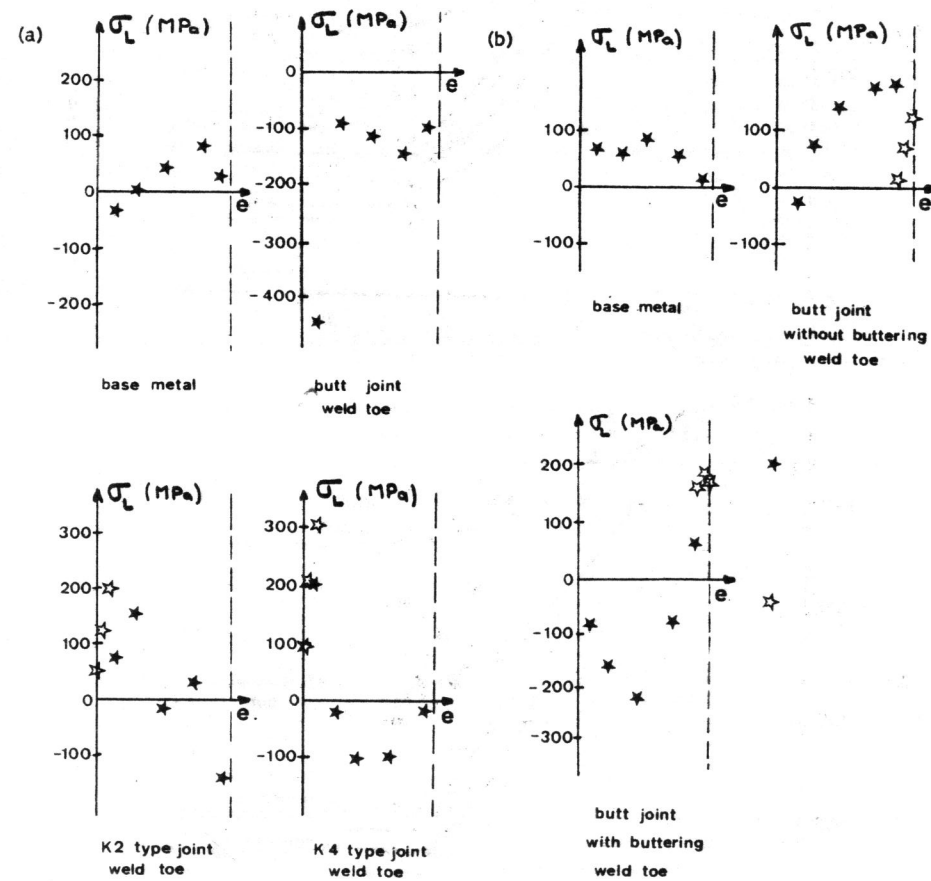 (a)
σL (MPa)
200
100
0
-100
-200
e
base metal
σL (MPa)
0
-100
-200
-300
-400
e
butt joint
weld toe
(b)
σL (MPa)
100
0
-100
e
base metal
σL (MPa)
100
0
-100
e
butt joint
without buttering
weld toe
σL (MPa)
300
200
100
0
-100
e
K2 type joint
weld toe
σL (MPa)
300
200
100
0
-100
e
K4 type joint
weld toe
σL (MPa)
200
100
0
-100
-200
-300
e
butt joint
with buttering
weld toe